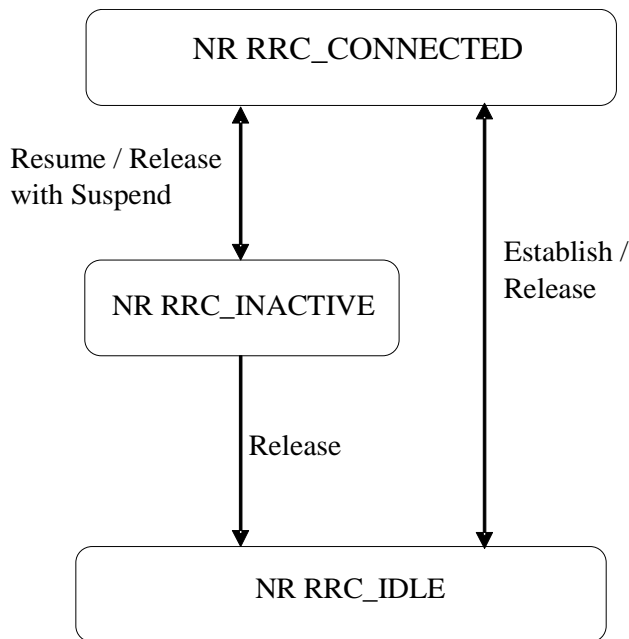 NR RRC_CONNECTED
Resume / Release
with Suspend
Establish /
Release
NR RRC_INACTIVE
Release
NR RRC_IDLE